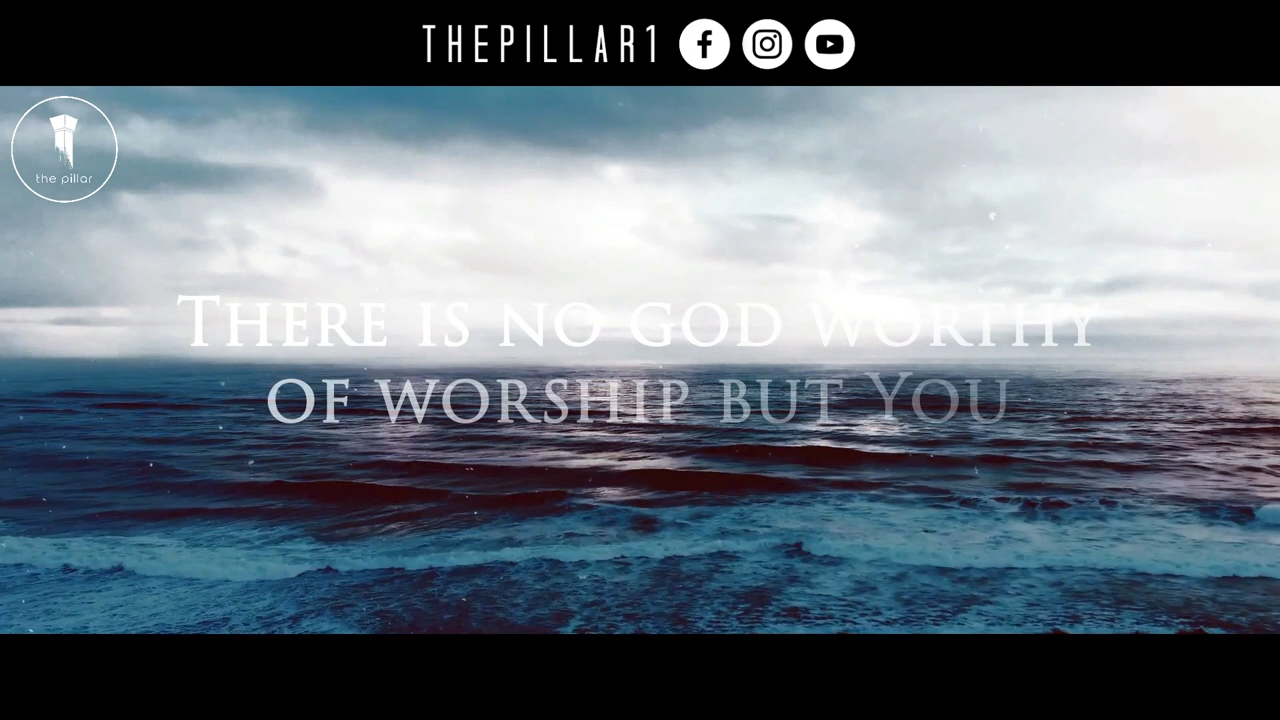 THEPILLAR1
the pillar
THERE IS NO GOD WORTHY
OF WORSHIP BUT YOU